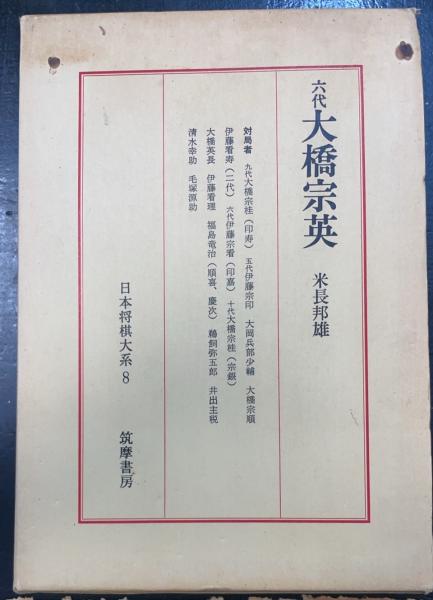 六代 大橋宗英 米長邦雄
対局者 九代大橋宗桂(印寿) 五代伊藤宗印 大岡兵部少輔 大橋宗順
伊藤看寿(二代) 六代伊藤宗看(印嘉) 十代大橋宗桂(宗銀)
大橋英長 伊藤看理 福島竜治(順喜、慶次) 鵜飼弥五郎 井出主税
清水幸助 毛塚源助
日本将棋大系 8 筑摩書房